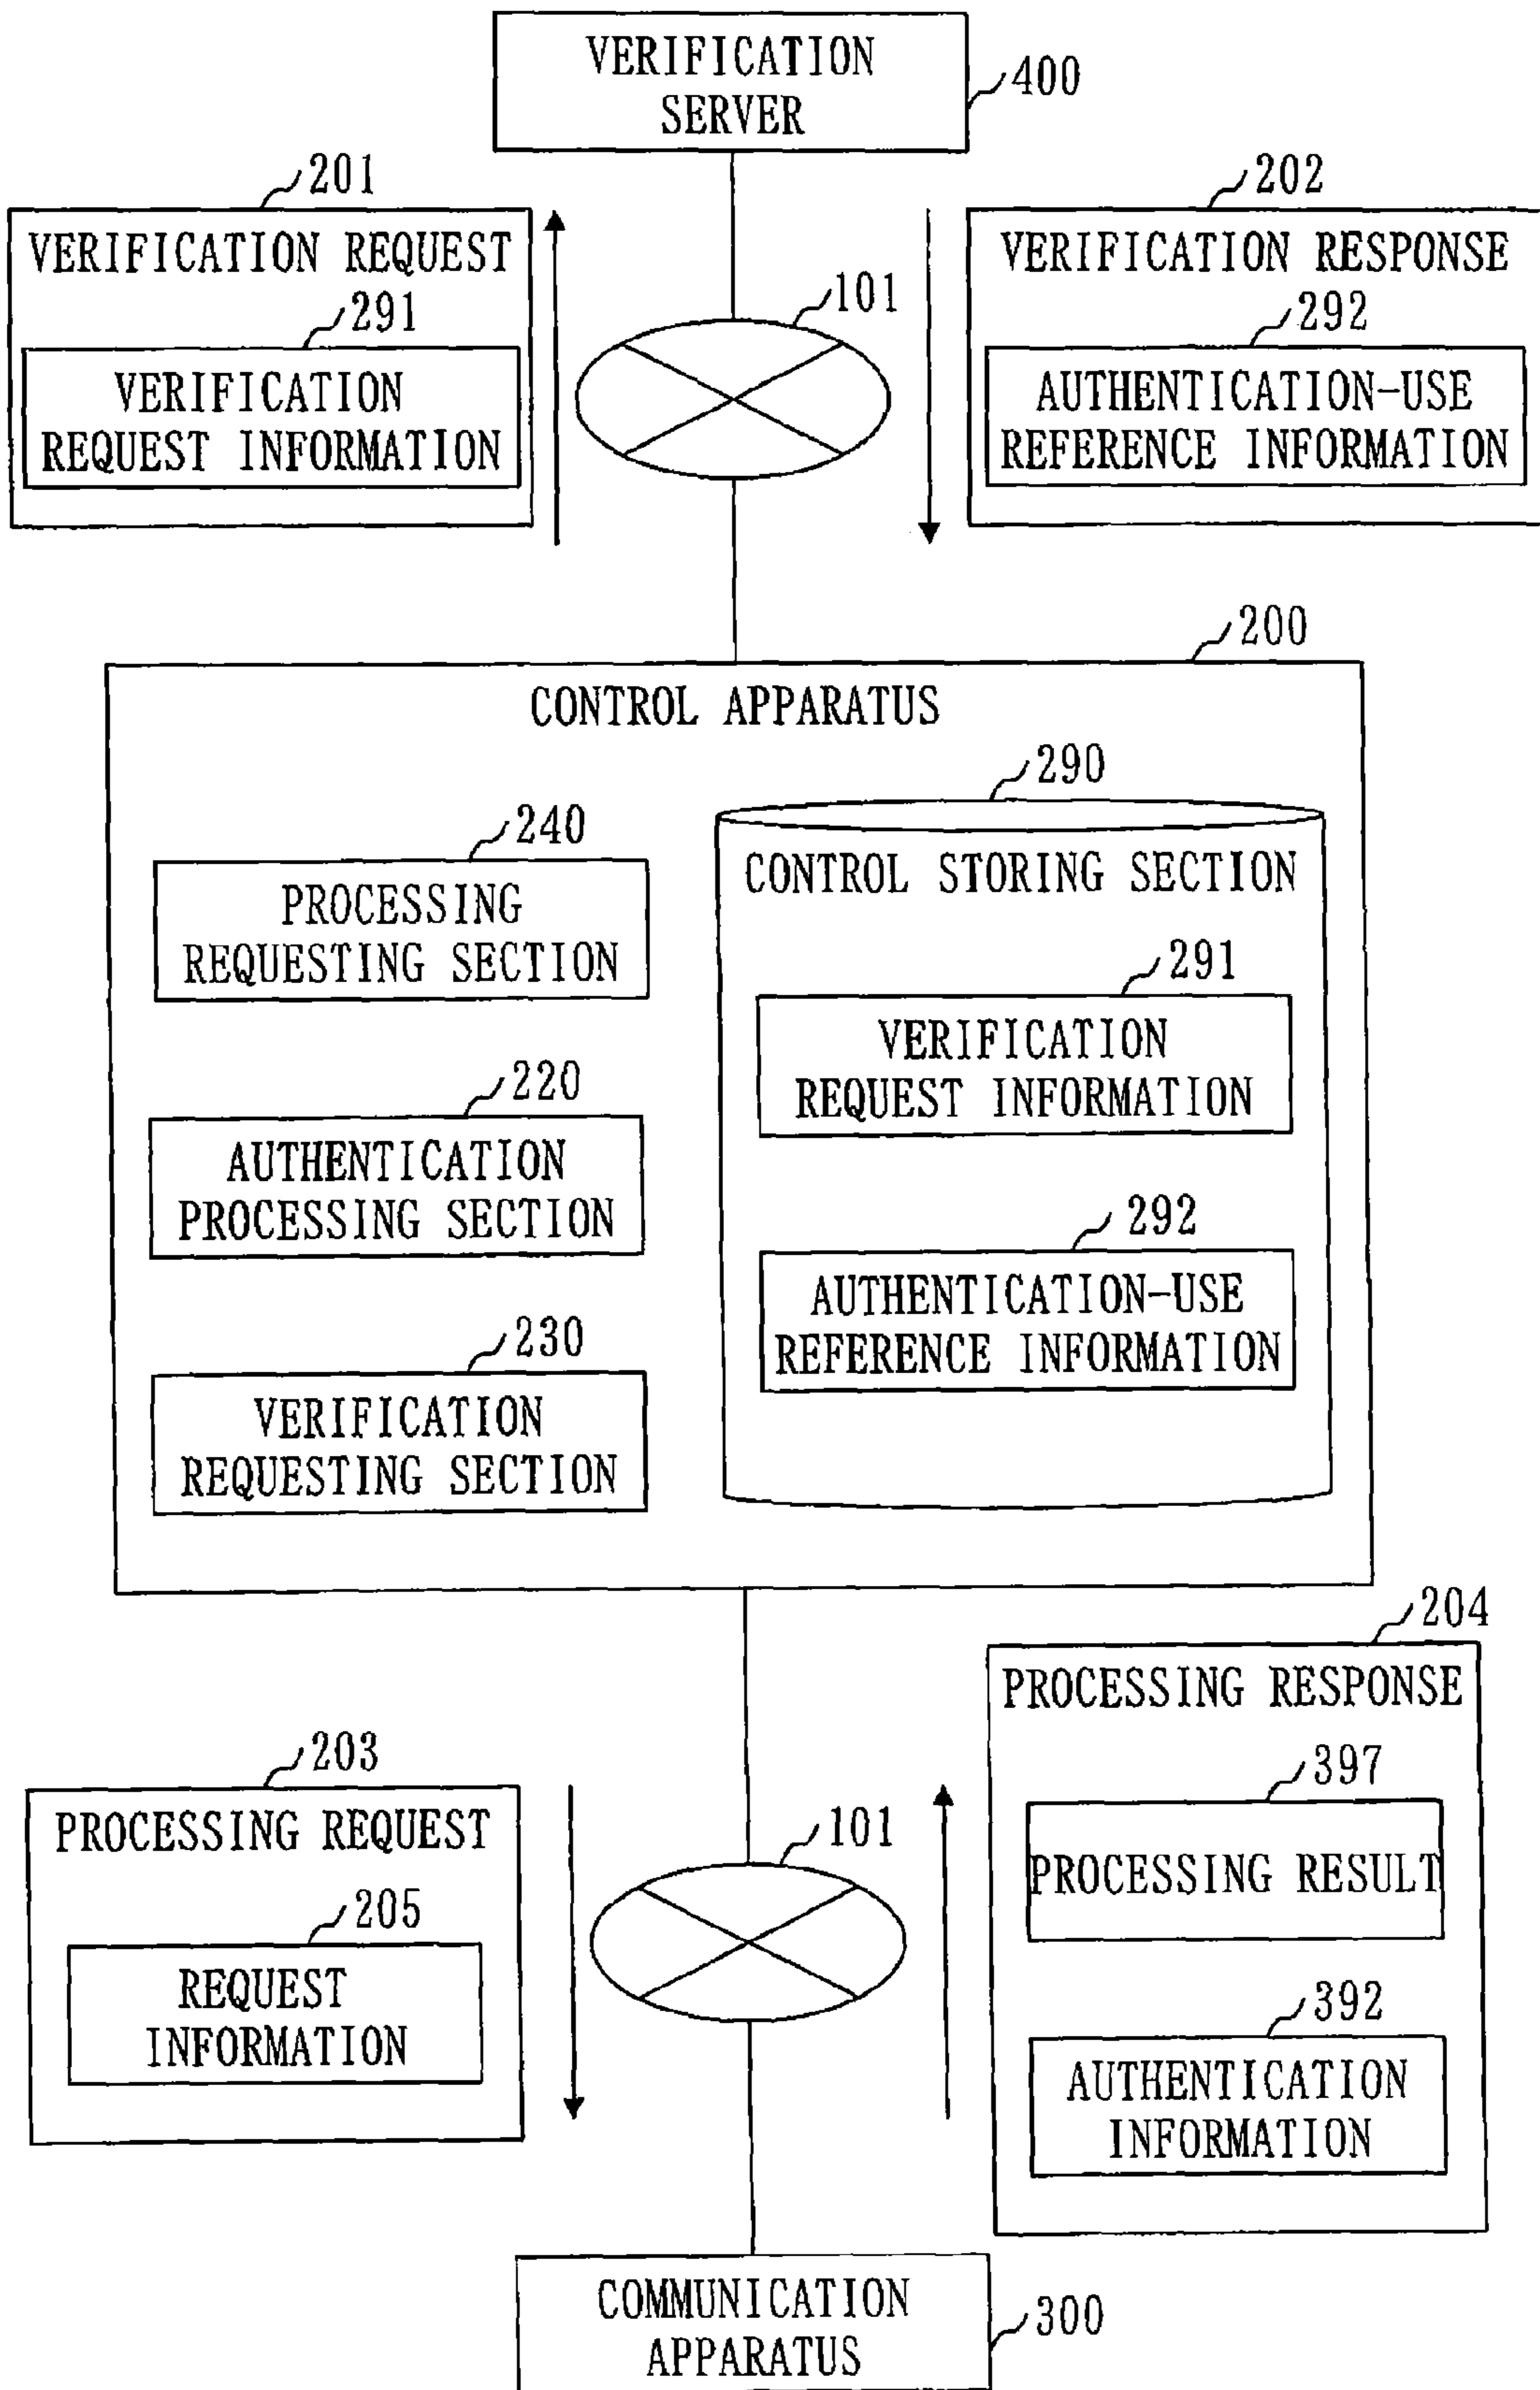 VERIFICATION
SERVER
400
201
202
VERIFICATION REQUEST
VERIFICATION RESPONSE
101
291
292
VERIFICATION
REQUEST INFORMATION
AUTHENTICATION-USE
REFERENCE INFORMATION
200
CONTROL APPARATUS
290
240
PROCESSING
REQUESTING SECTION
CONTROL STORING SECTION
291
VERIFICATION
REQUEST INFORMATION
220
AUTHENTICATION
PROCESSING SECTION
292
AUTHENTICATION-USE
REFERENCE INFORMATION
230
VERIFICATION
REQUESTING SECTION
204
PROCESSING RESPONSE
203
397
PROCESSING REQUEST
101
PROCESSING RESULT
205
REQUEST
INFORMATION
392
AUTHENTICATION
INFORMATION
COMMUNICATION
APPARATUS
300